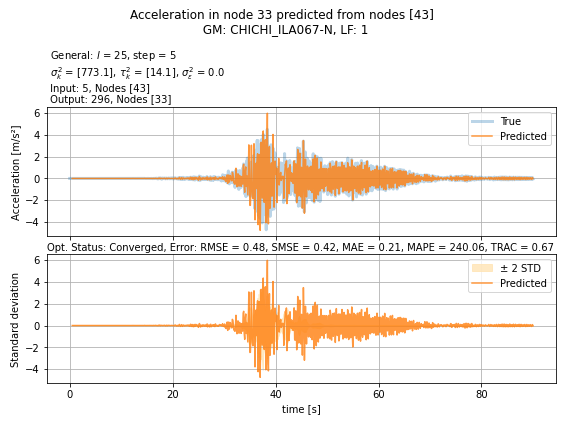 Acceleration in node 33 predicted from nodes [43]
GM: CHICHI_ILA067-N, LF: 1
General: l = 25, step = 5
σ²ₖ = [773.1], τ²ₖ = [14.1], σ²ε = 0.0
Input: 5, Nodes [43]
Output: 296, Nodes [33]
6
4
2
0
−2
−4
Acceleration [m/s²]
True
Predicted
Opt. Status: Converged, Error: RMSE = 0.48, SMSE = 0.42, MAE = 0.21, MAPE = 240.06, TRAC = 0.67
6
4
2
0
−2
−4
Standard deviation
± 2 STD
Predicted
0 20 40 60 80
time [s]